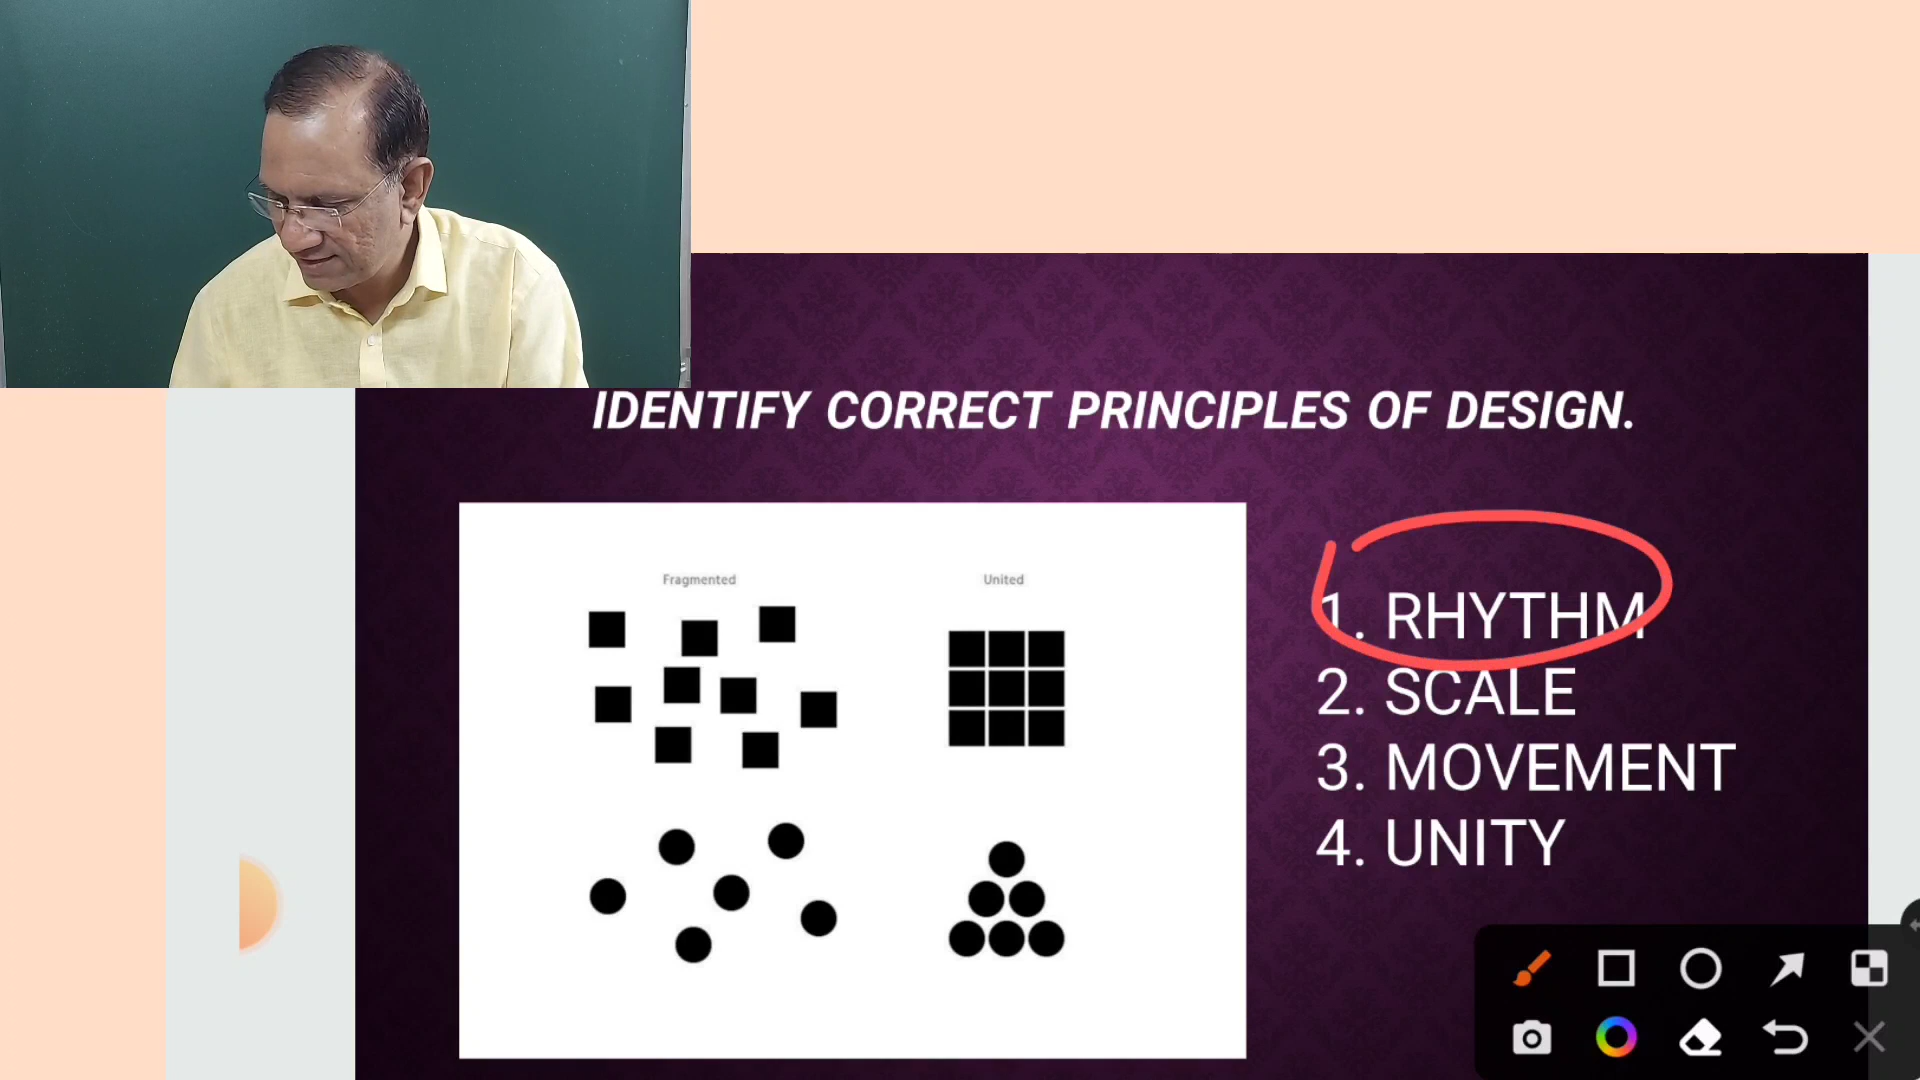 IDENTIFY CORRECT PRINCIPLES OF DESIGN.
Fragmented
United
1. RHYTHM
2. SCALE
3. MOVEMENT
4. UNITY